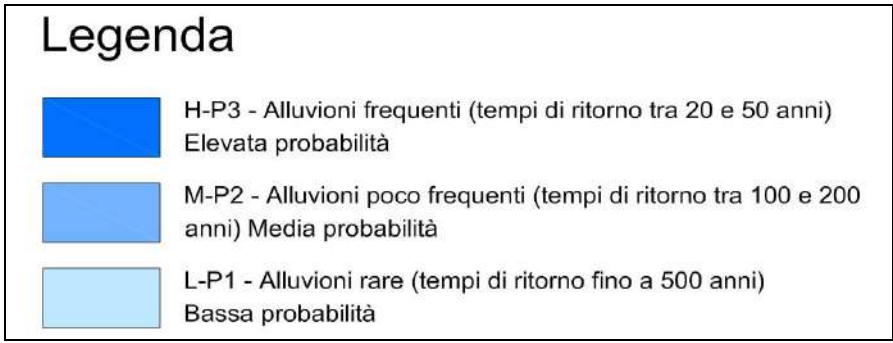 Legenda
H-P3 - Alluvioni frequenti (tempi di ritorno tra 20 e 50 anni)
Elevata probabilità
M-P2 - Alluvioni poco frequenti (tempi di ritorno tra 100 e 200
anni) Media probabilità
L-P1 - Alluvioni rare (tempi di ritorno fino a 500 anni)
Bassa probabilità